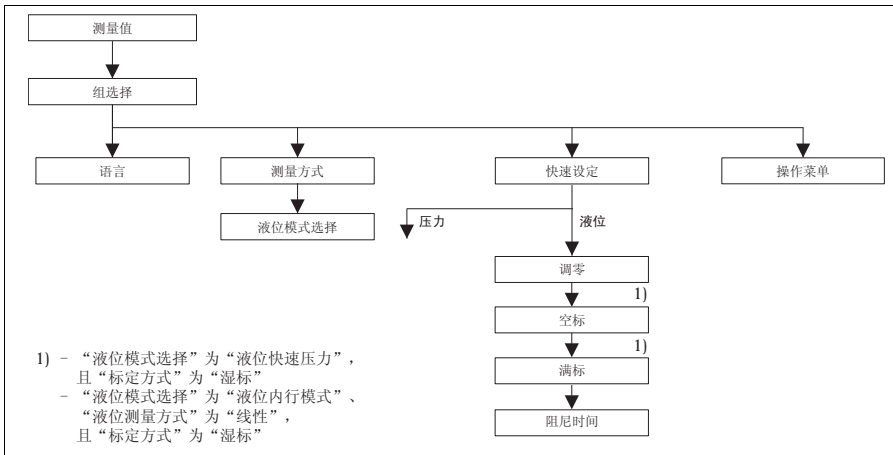 测量值
组选择
语言
测量方式
快速设定
操作菜单
液位模式选择
压力
液位
调零
1)
空标
1)
满标
阻尼时间
1) - “液位模式选择”为“液位快速压力”，
且“标定方式”为“湿标”
- “液位模式选择”为“液位内行模式”、
“液位测量方式”为“线性”，
且“标定方式”为“湿标”